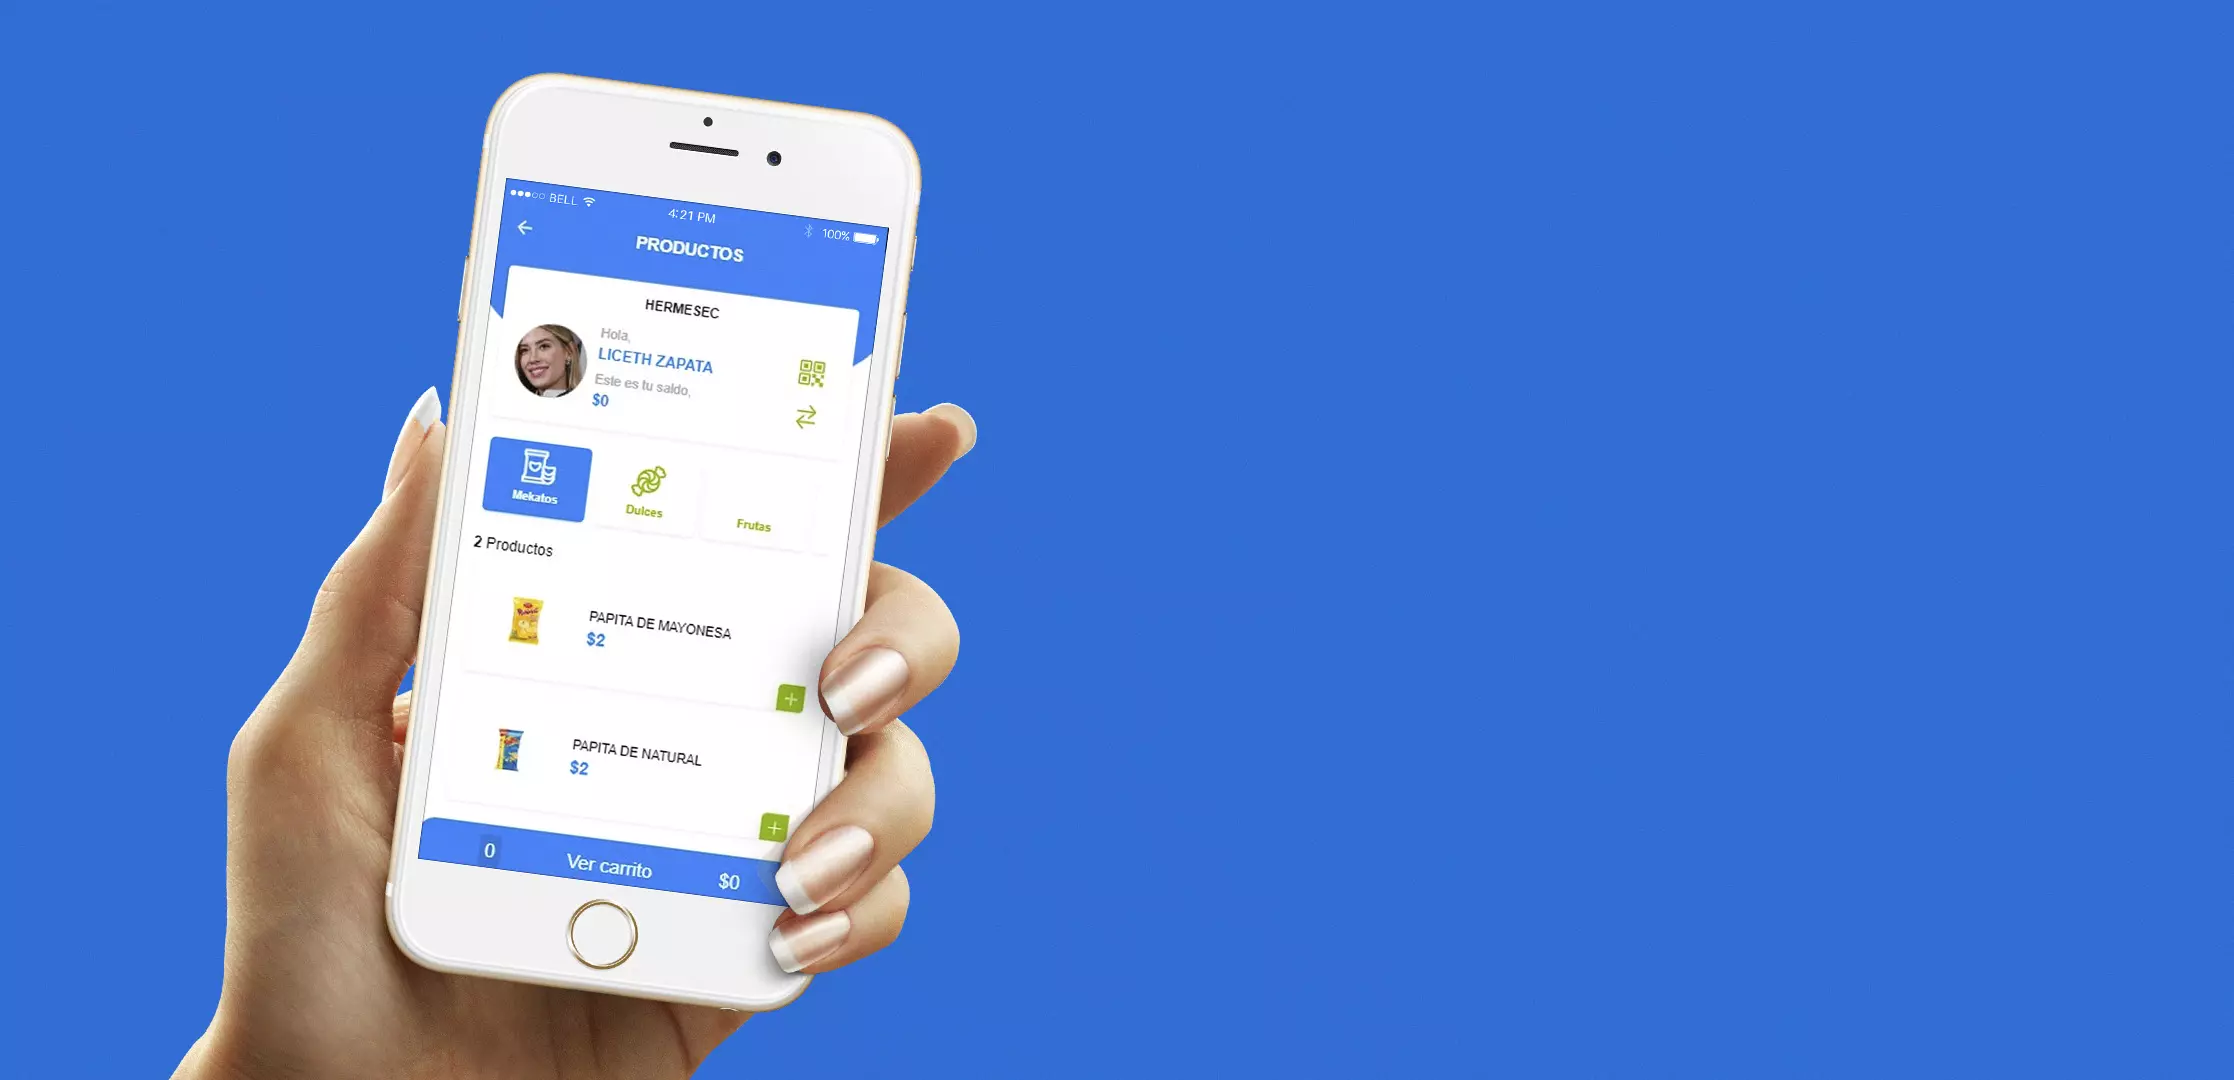 BELL
4:21 PM
100%
PRODUCTOS
HERMESEC
Hola,
LICETH ZAPATA
Este es tu saldo,
$0
Mekatos
Dulces
Frutas
2 Productos
PAPITA DE MAYONESA
$2
PAPITA DE NATURAL
$2
0 Ver carrito $0